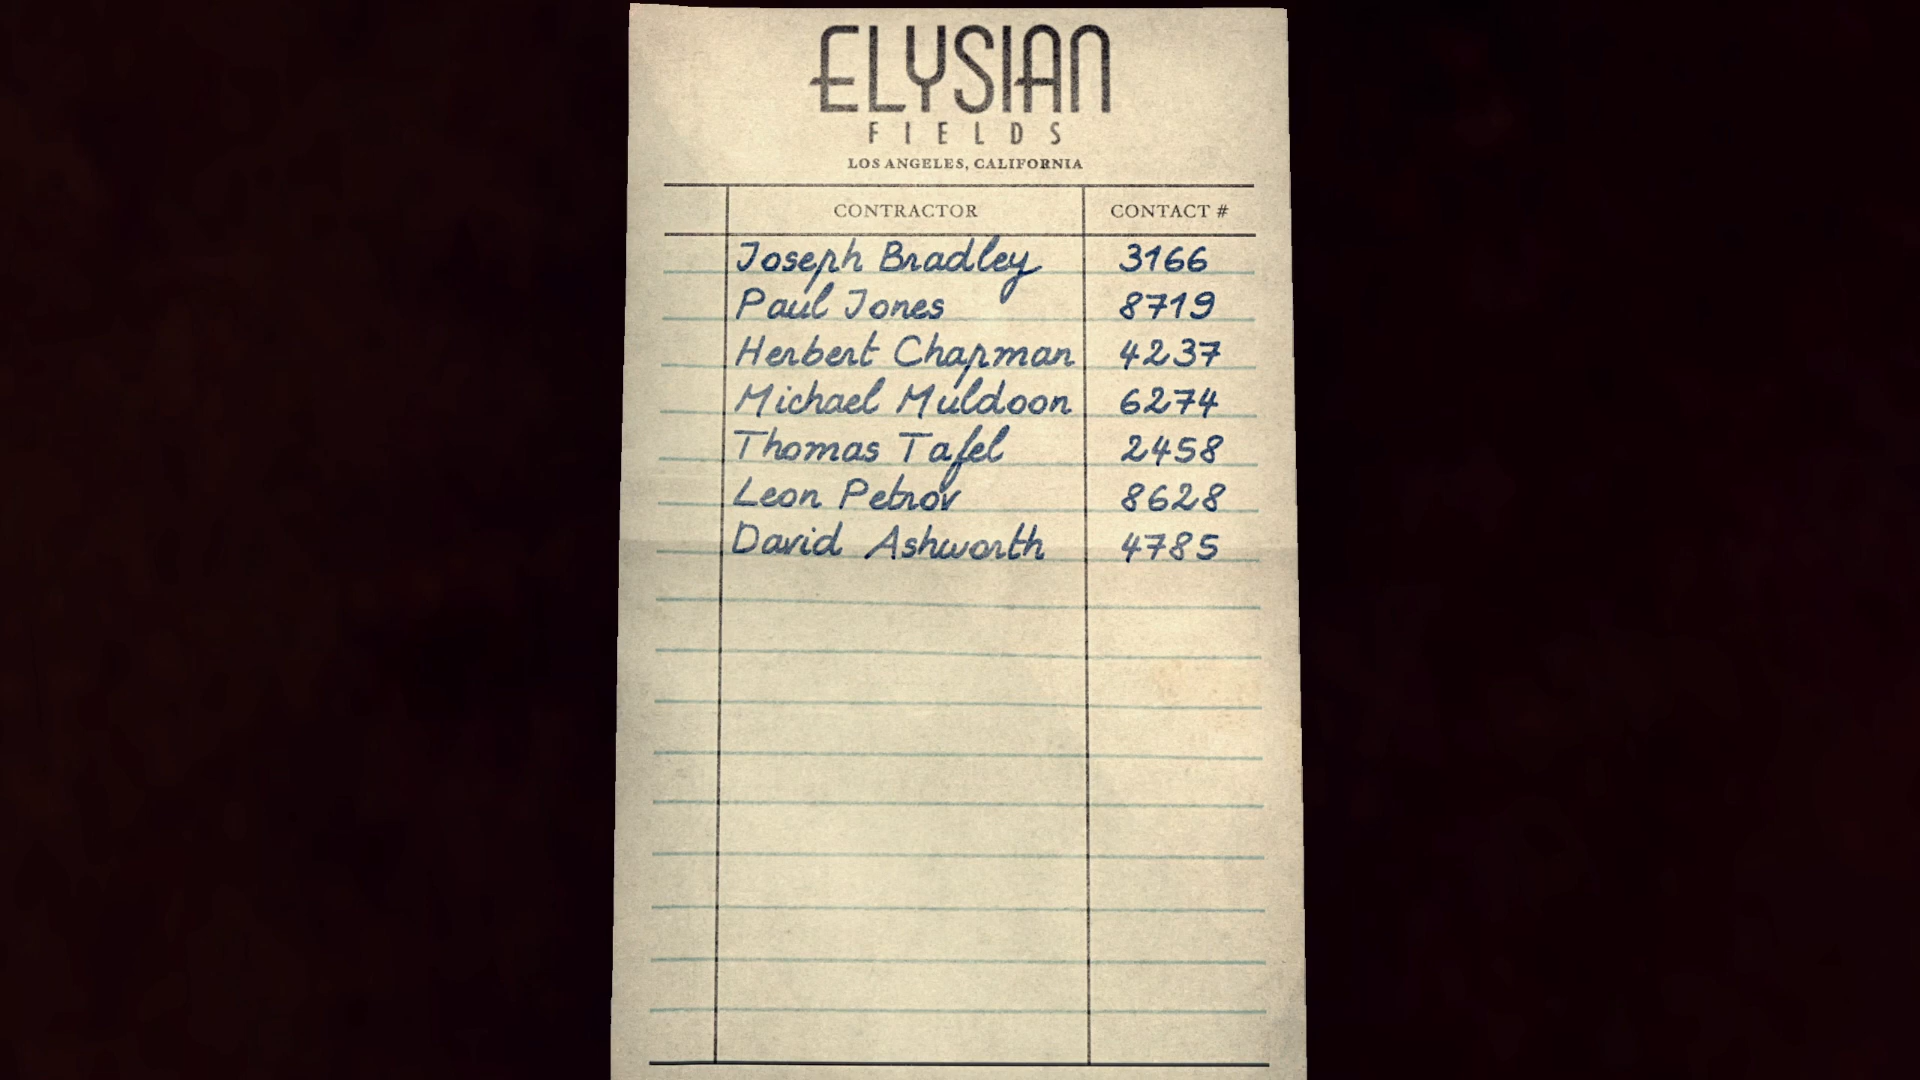 ELYSIAN
FIELDS
LOS ANGELES, CALIFORNIA
CONTRACTOR CONTACT #
Joseph Bradley 3166
Paul Jones 8719
Herbert Chapman 4237
Michael Muldoon 6274
Thomas Tafel 2458
Leon Petrov 8628
David Ashworth 4785